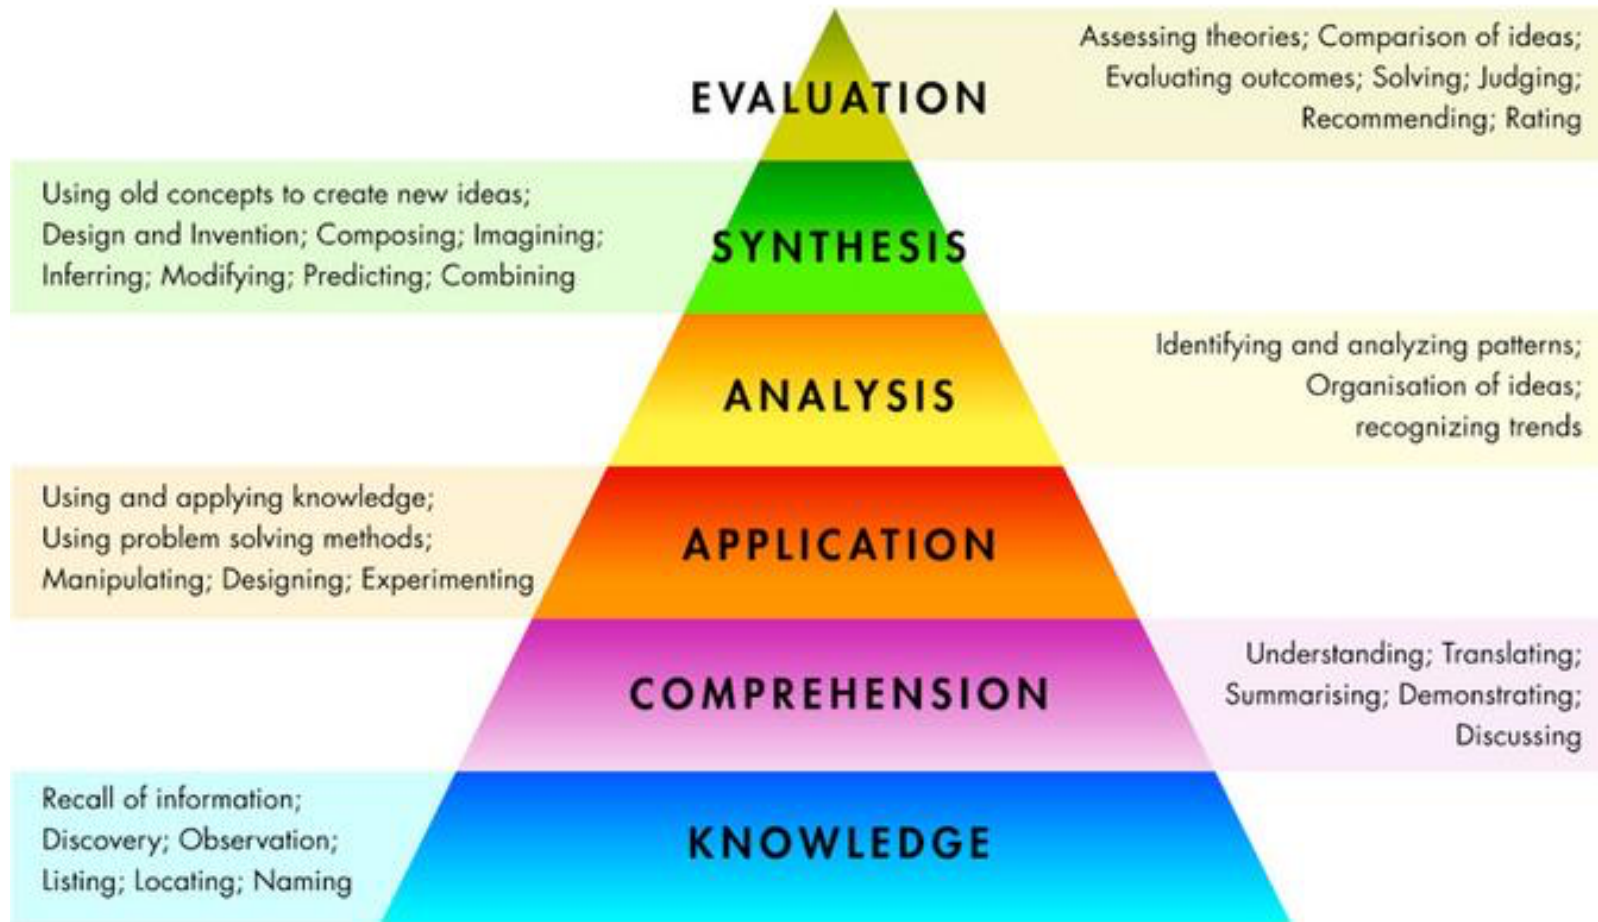 EVALUATION
Assessing theories; Comparison of ideas;
Evaluating outcomes; Solving; Judging;
Recommending; Rating
Using old concepts to create new ideas;
Design and Invention; Composing; Imagining;
Inferring; Modifying; Predicting; Combining
SYNTHESIS
ANALYSIS
Identifying and analyzing patterns;
Organisation of ideas;
recognizing trends
Using and applying knowledge;
Using problem solving methods;
Manipulating; Designing; Experimenting
APPLICATION
COMPREHENSION
Understanding; Translating;
Summarising; Demonstrating;
Discussing
Recall of information;
Discovery; Observation;
Listing; Locating; Naming
KNOWLEDGE